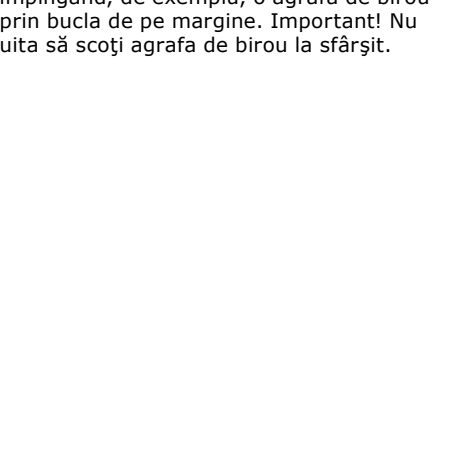 împingând, de exemplu, o agrafă de birou
prin bucla de pe margine. Important! Nu
uita să scoţi agrafa de birou la sfârşit.